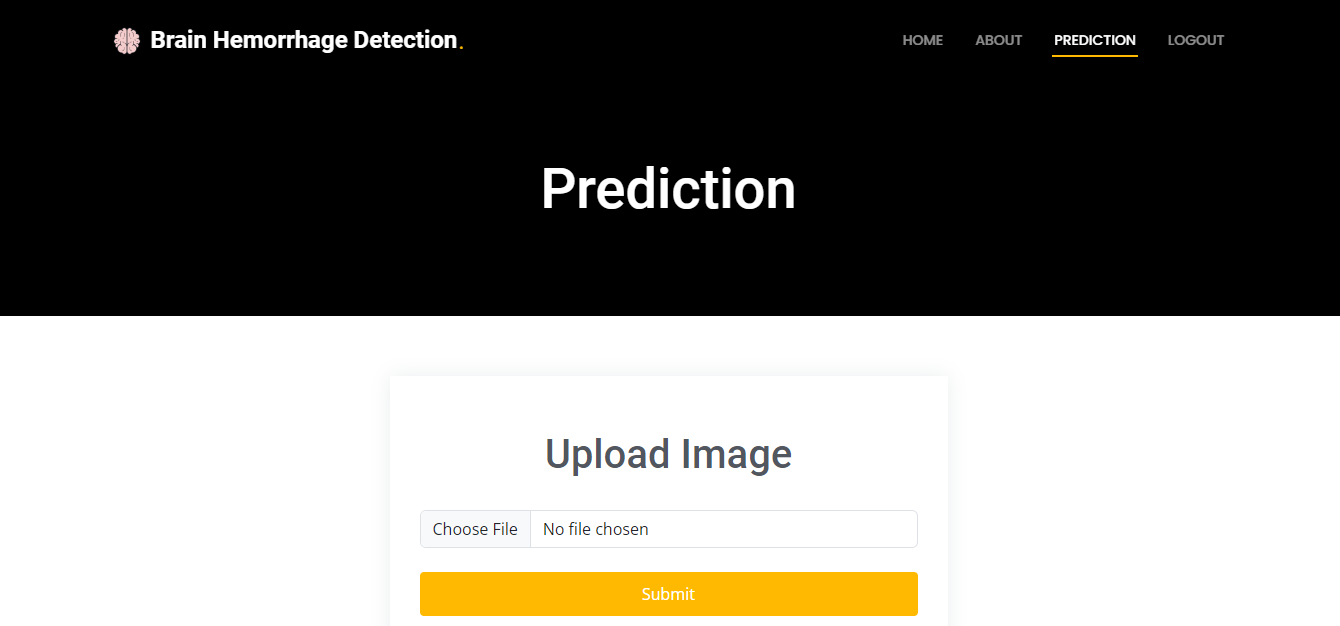 Brain Hemorrhage Detection.
HOME ABOUT PREDICTION LOGOUT
Prediction
Upload Image
Choose File No file chosen
Submit